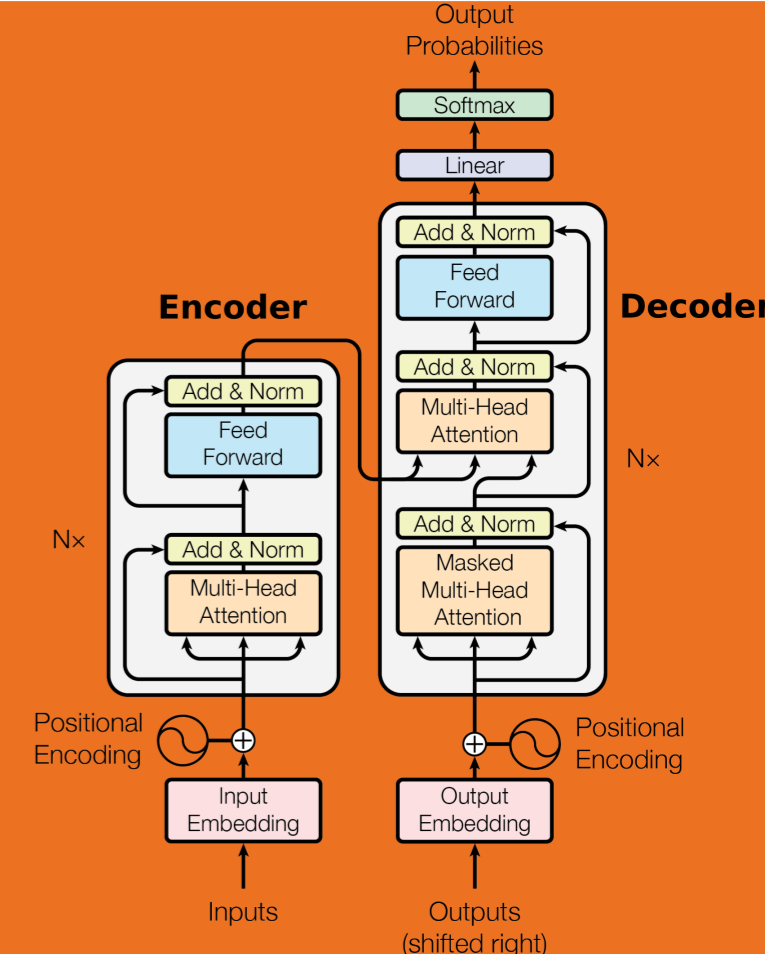 Output
Probabilities
Softmax
Linear
Add & Norm
Feed
Forward
Add & Norm
Multi-Head
Attention
Add & Norm
Masked
Multi-Head
Attention
Decoder
Nx
Encoder
Add & Norm
Feed
Forward
Add & Norm
Multi-Head
Attention
Nx
Positional
Encoding
Positional
Encoding
Input
Embedding
Output
Embedding
Inputs
Outputs
(shifted right)